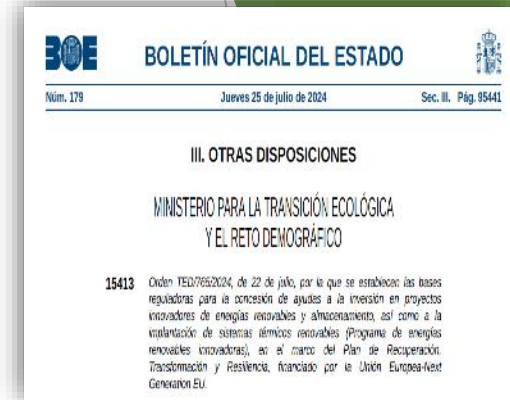 BOE
BOLETÍN OFICIAL DEL ESTADO
Núm. 179 Jueves 25 de julio de 2024 Sec. III. Pág. 95441
III. OTRAS DISPOSICIONES
MINISTERIO PARA LA TRANSICIÓN ECOLÓGICA
Y EL RETO DEMOGRÁFICO
15413 Orden TED/765/2024, de 22 de julio, por la que se establecen las bases
reguladoras para la concesión de ayudas a la inversión en proyectos
innovadores de energías renovables y almacenamiento, así como a la
implantación de sistemas térmicos renovables (Programa de energías
renovables innovadoras), en el marco del Plan de Recuperación,
Transformación y Resiliencia, financiado por la Unión Europea-Next
Generation EU.